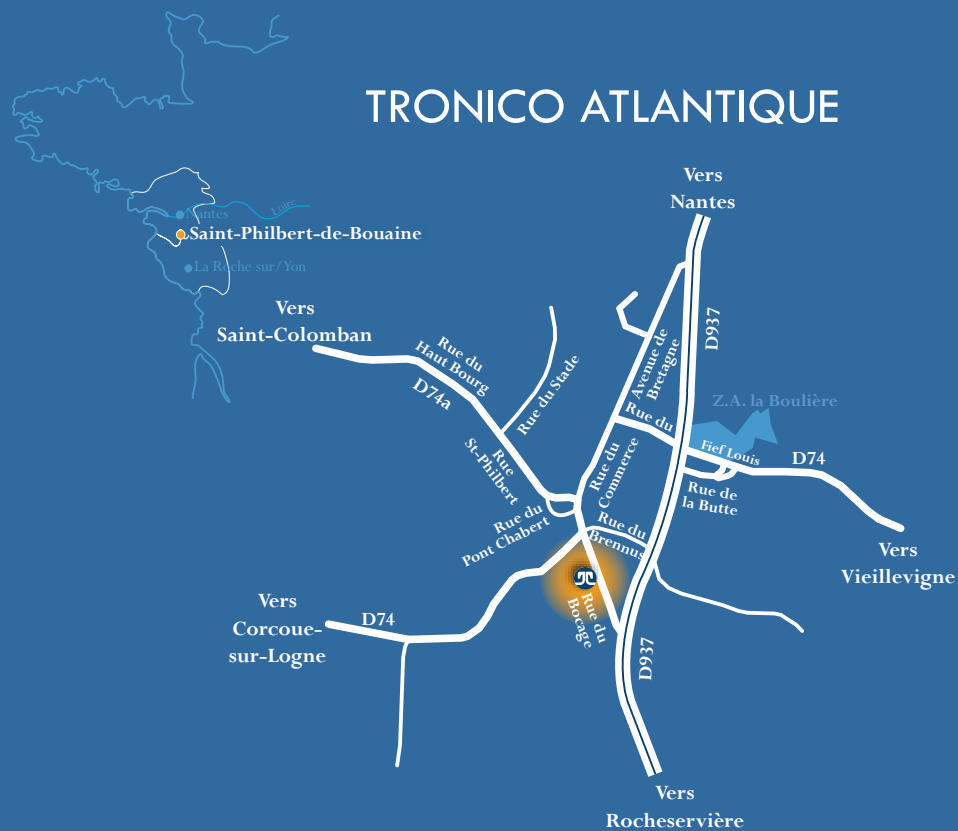 TRONICO ATLANTIQUE
Nantes
Loire
Saint-Philbert-de-Bouaine
La Roche sur/Yon
Vers
Nantes
Vers
Saint-Colomban
Rue du
Haut Bourg
D74a
Rue du Stade
Avenue de
Bretagne
D937
Z.A. la Boulière
Rue du
Fief Louis
D74
Rue
St-Philbert
Rue du
Commerce
Rue de
la Butte
Rue du
Pont Chabert
Rue du
Brennus
Vers
Vieillevigne
Vers
Corcoue-
sur-Logne
D74
Rue du
Bocage
D937
Vers
Rocheservière